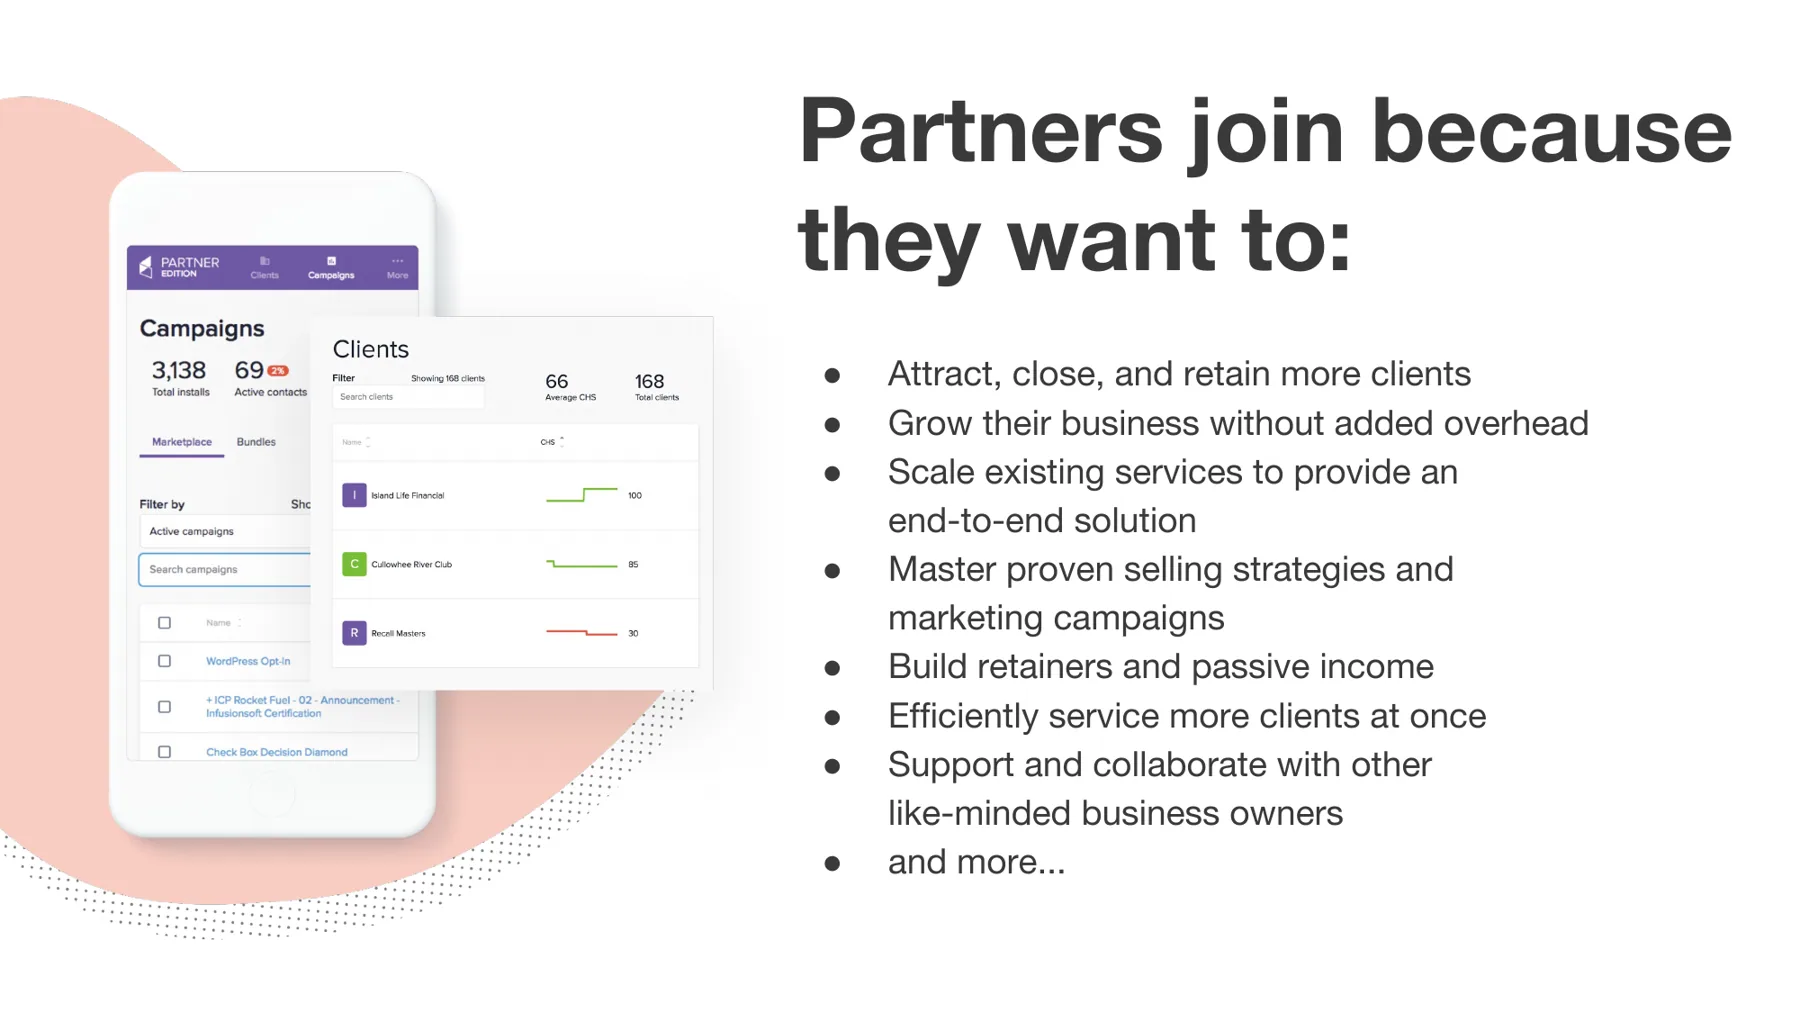 Partners join because
they want to:
● Attract, close, and retain more clients
● Grow their business without added overhead
● Scale existing services to provide an
end-to-end solution
● Master proven selling strategies and
marketing campaigns
● Build retainers and passive income
● Efficiently service more clients at once
● Support and collaborate with other
like-minded business owners
● and more...
PARTNER
EDITION
Clients
Campaigns
More
Campaigns
3,138
Total installs
69 2%
Active contacts
Marketplace
Bundles
Filter by
Sho
Active campaigns
Search campaigns
Name
WordPress Opt-In
+ ICP Rocket Fuel - 02 - Announcement -
Infusionsoft Certification
Check Box Decision Diamond
Clients
Filter
Showing 168 clients
Search clients
66
Average CHS
168
Total clients
Name
CHS
I Island Life Financial 100
C Cullowhee River Club 85
R Recall Masters 30